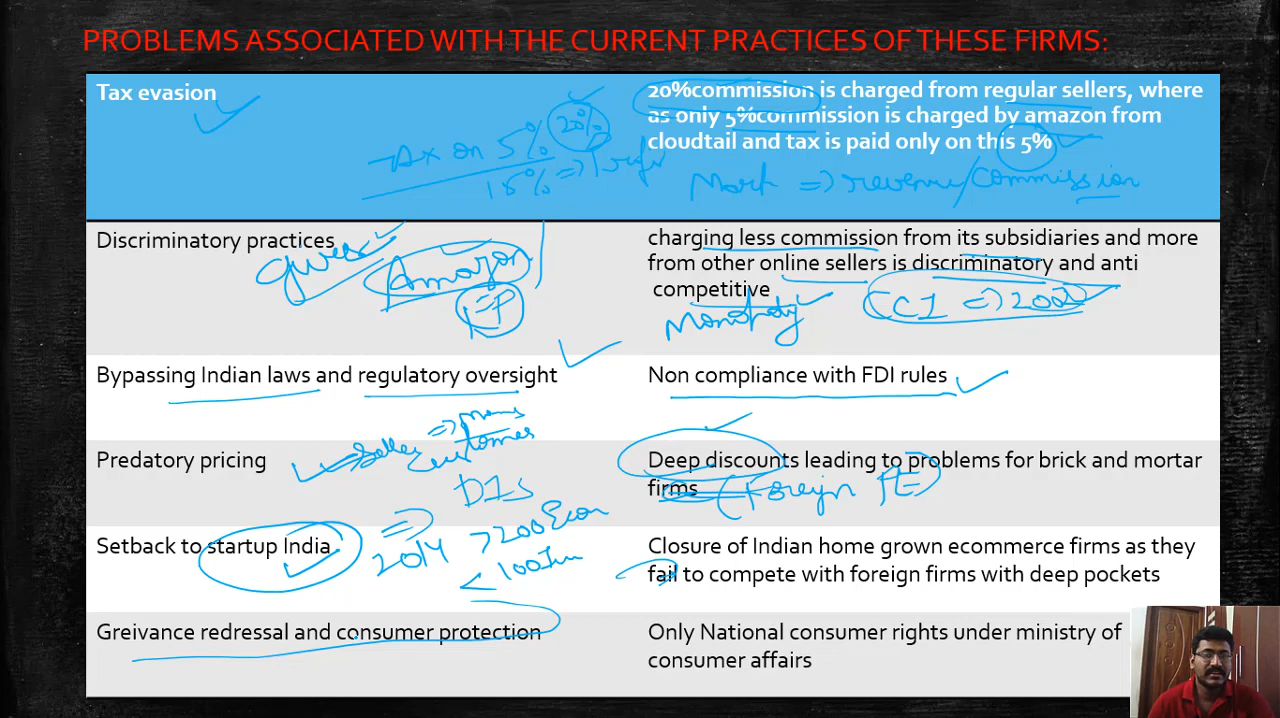 PROBLEMS ASSOCIATED WITH THE CURRENT PRACTICES OF THESE FIRMS:
Tax evasion
20%commission is charged from regular sellers, where
as only 5%commission is charged by amazon from
cloudtail and tax is paid only on this 5%
Tax on 5% 20%
18% =>
=> revenue/commission
Discriminatory practices
charging less commission from its subsidiaries and more
from other online sellers is discriminatory and anti
competitive
Amazon
Monopoly
CCI => 2002
Bypassing Indian laws and regulatory oversight
Non compliance with FDI rules
Predatory pricing
Deep discounts leading to problems for brick and mortar
firms
(Foreign
Setback to startup India
=>
2014
Closure of Indian home grown ecommerce firms as they
fail to compete with foreign firms with deep pockets
Greivance redressal and consumer protection
Only National consumer rights under ministry of
consumer affairs